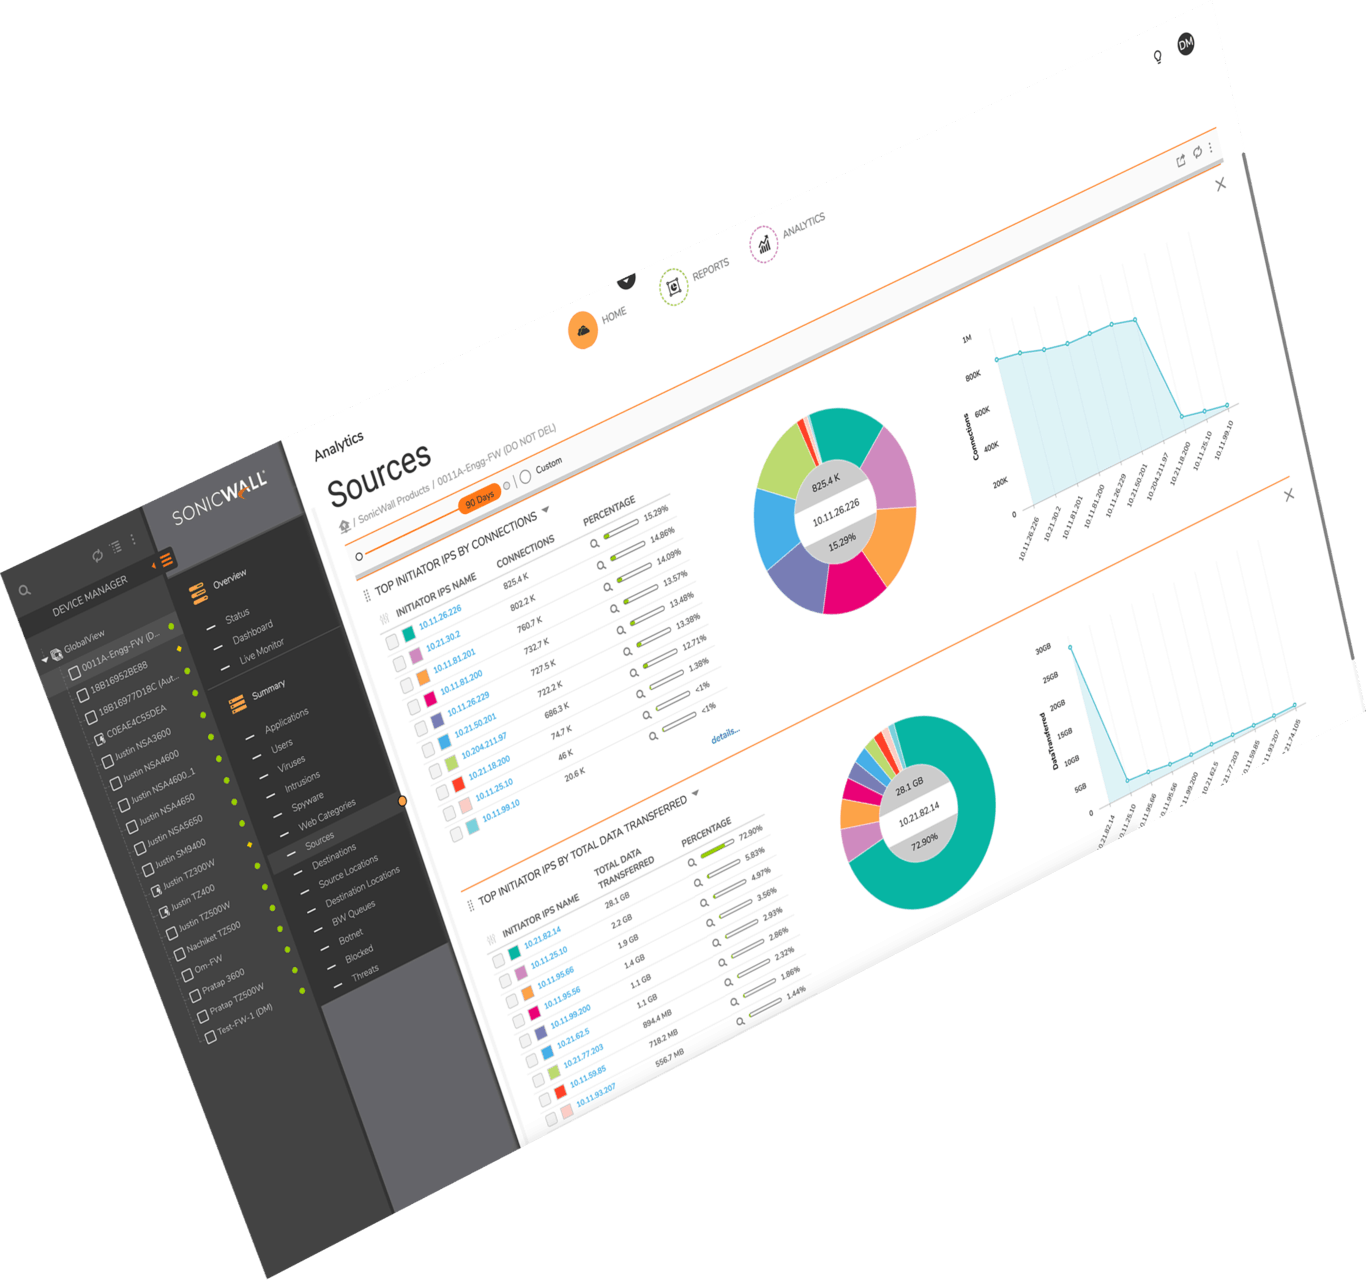 DM
ANALYTICS
REPORTS
HOME
SONICWALL
DEVICE MANAGER
GlobalView
0011A-Engg-FW (D...
18B16952BE88
18B16977D18C (Aut...
C0EAE4C55DEA
Justin NSA3600
Justin NSA4600
Justin NSA4600_1
Justin NSA4650
Justin NSA5650
Justin SM9400
Justin TZ300W
Justin TZ400
Justin TZ500W
Nachiket TZ500
Om-FW
Pratap 3600
Pratap TZ500W
Test-FW-1 (DM)
Overview
Status
Dashboard
Live Monitor
Summary
Applications
Users
Viruses
Intrusions
Spyware
Web Categories
Sources
Destinations
Source Locations
Destination Locations
BW Queues
Botnet
Blocked
Threats
Analytics
Sources
/ SonicWall Products / 0011A-Engg-FW (DO NOT DEL)
90 Days
Custom
TOP INITIATOR IPS BY CONNECTIONS
INITIATOR IPS NAME CONNECTIONS PERCENTAGE
10.11.26.226 825.4 K 15.29%
10.21.30.2 802.2 K 14.86%
10.11.81.201 760.7 K 14.09%
10.11.81.200 732.7 K 13.57%
10.11.26.229 727.5 K 13.48%
10.21.50.201 722.2 K 13.38%
10.204.211.97 686.3 K 12.71%
10.21.18.200 74.7 K 1.38%
10.11.25.10 46 K <1%
10.11.99.10 20.6 K <1%
details...
825.4 K
10.11.26.226
15.29%
Connections
1M
800K
600K
400K
200K
0
10.11.26.226
10.21.30.2
10.11.81.201
10.11.81.200
10.11.26.229
10.21.50.201
10.204.211.97
10.21.18.200
10.11.25.10
10.11.99.10
TOP INITIATOR IPS BY TOTAL DATA TRANSFERRED
INITIATOR IPS NAME TOTAL DATA TRANSFERRED PERCENTAGE
10.21.82.14 28.1 GB 72.90%
10.11.25.10 2.2 GB 5.83%
10.11.95.66 1.9 GB 4.97%
10.11.95.56 1.4 GB 3.56%
10.11.99.200 1.1 GB 2.93%
10.21.62.5 1.1 GB 2.86%
10.21.77.203 894.4 MB 2.32%
10.11.59.85 718.2 MB 1.86%
10.11.93.207 556.7 MB 1.44%
28.1 GB
10.21.82.14
72.90%
DataTransferred
30GB
25GB
20GB
15GB
10GB
5GB
0
0.21.82.14
.11.25.10
0.11.95.66
10.11.95.56
11.99.200
10.21.62.5
21.77.203
0.11.59.85
11.93.207
21.74.105